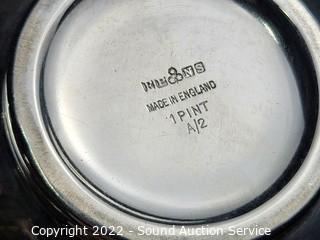 MADE IN ENGLAND
1 PINT
A/2
Copyright 2022 - Sound Auction Service